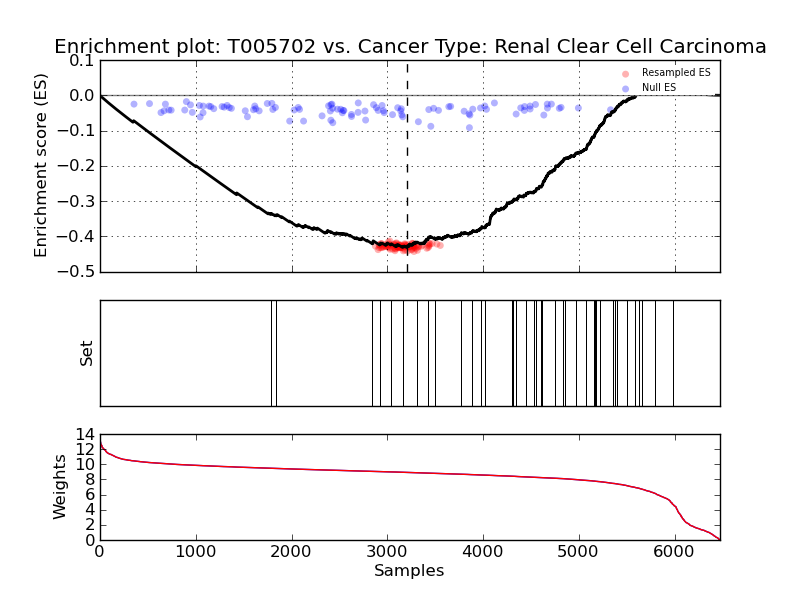 Enrichment plot: T005702 vs. Cancer Type: Renal Clear Cell Carcinoma
Enrichment score (ES)
0.1
0.0
−0.1
−0.2
−0.3
−0.4
−0.5
Resampled ES
Null ES
Set
Weights
14
12
10
8
6
4
2
0
0 1000 2000 3000 4000 5000 6000
Samples